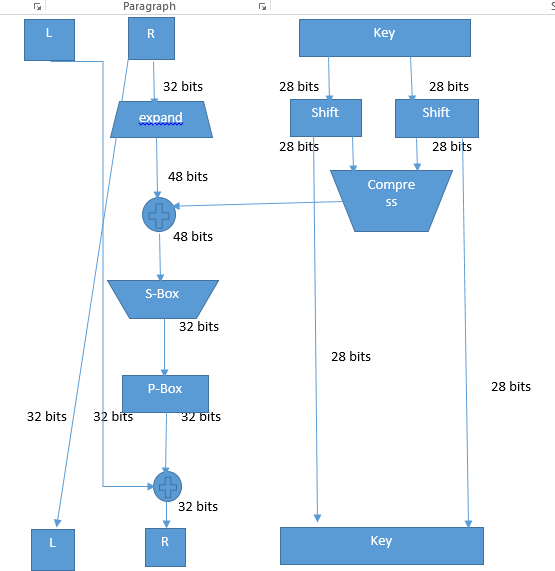 Paragraph
S
L
R
Key
32 bits
28 bits
28 bits
expand
Shift
Shift
28 bits
28 bits
48 bits
Compre
ss
48 bits
S-Box
32 bits
28 bits
P-Box
28 bits
32 bits
32 bits
32 bits
32 bits
L
R
Key